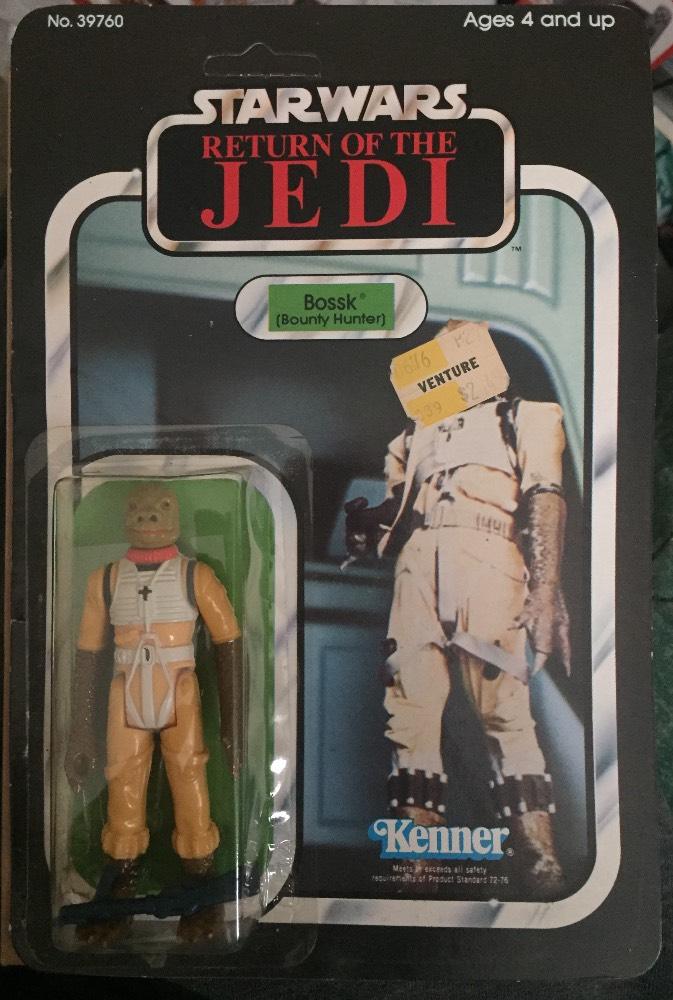 No. 39760
Ages 4 and up
STAR WARS
RETURN OF THE
JEDI
™
Bossk®
(Bounty Hunter)
VENTURE
Kenner®
Meets or exceeds all safety
requirements of Product Standard 72-76